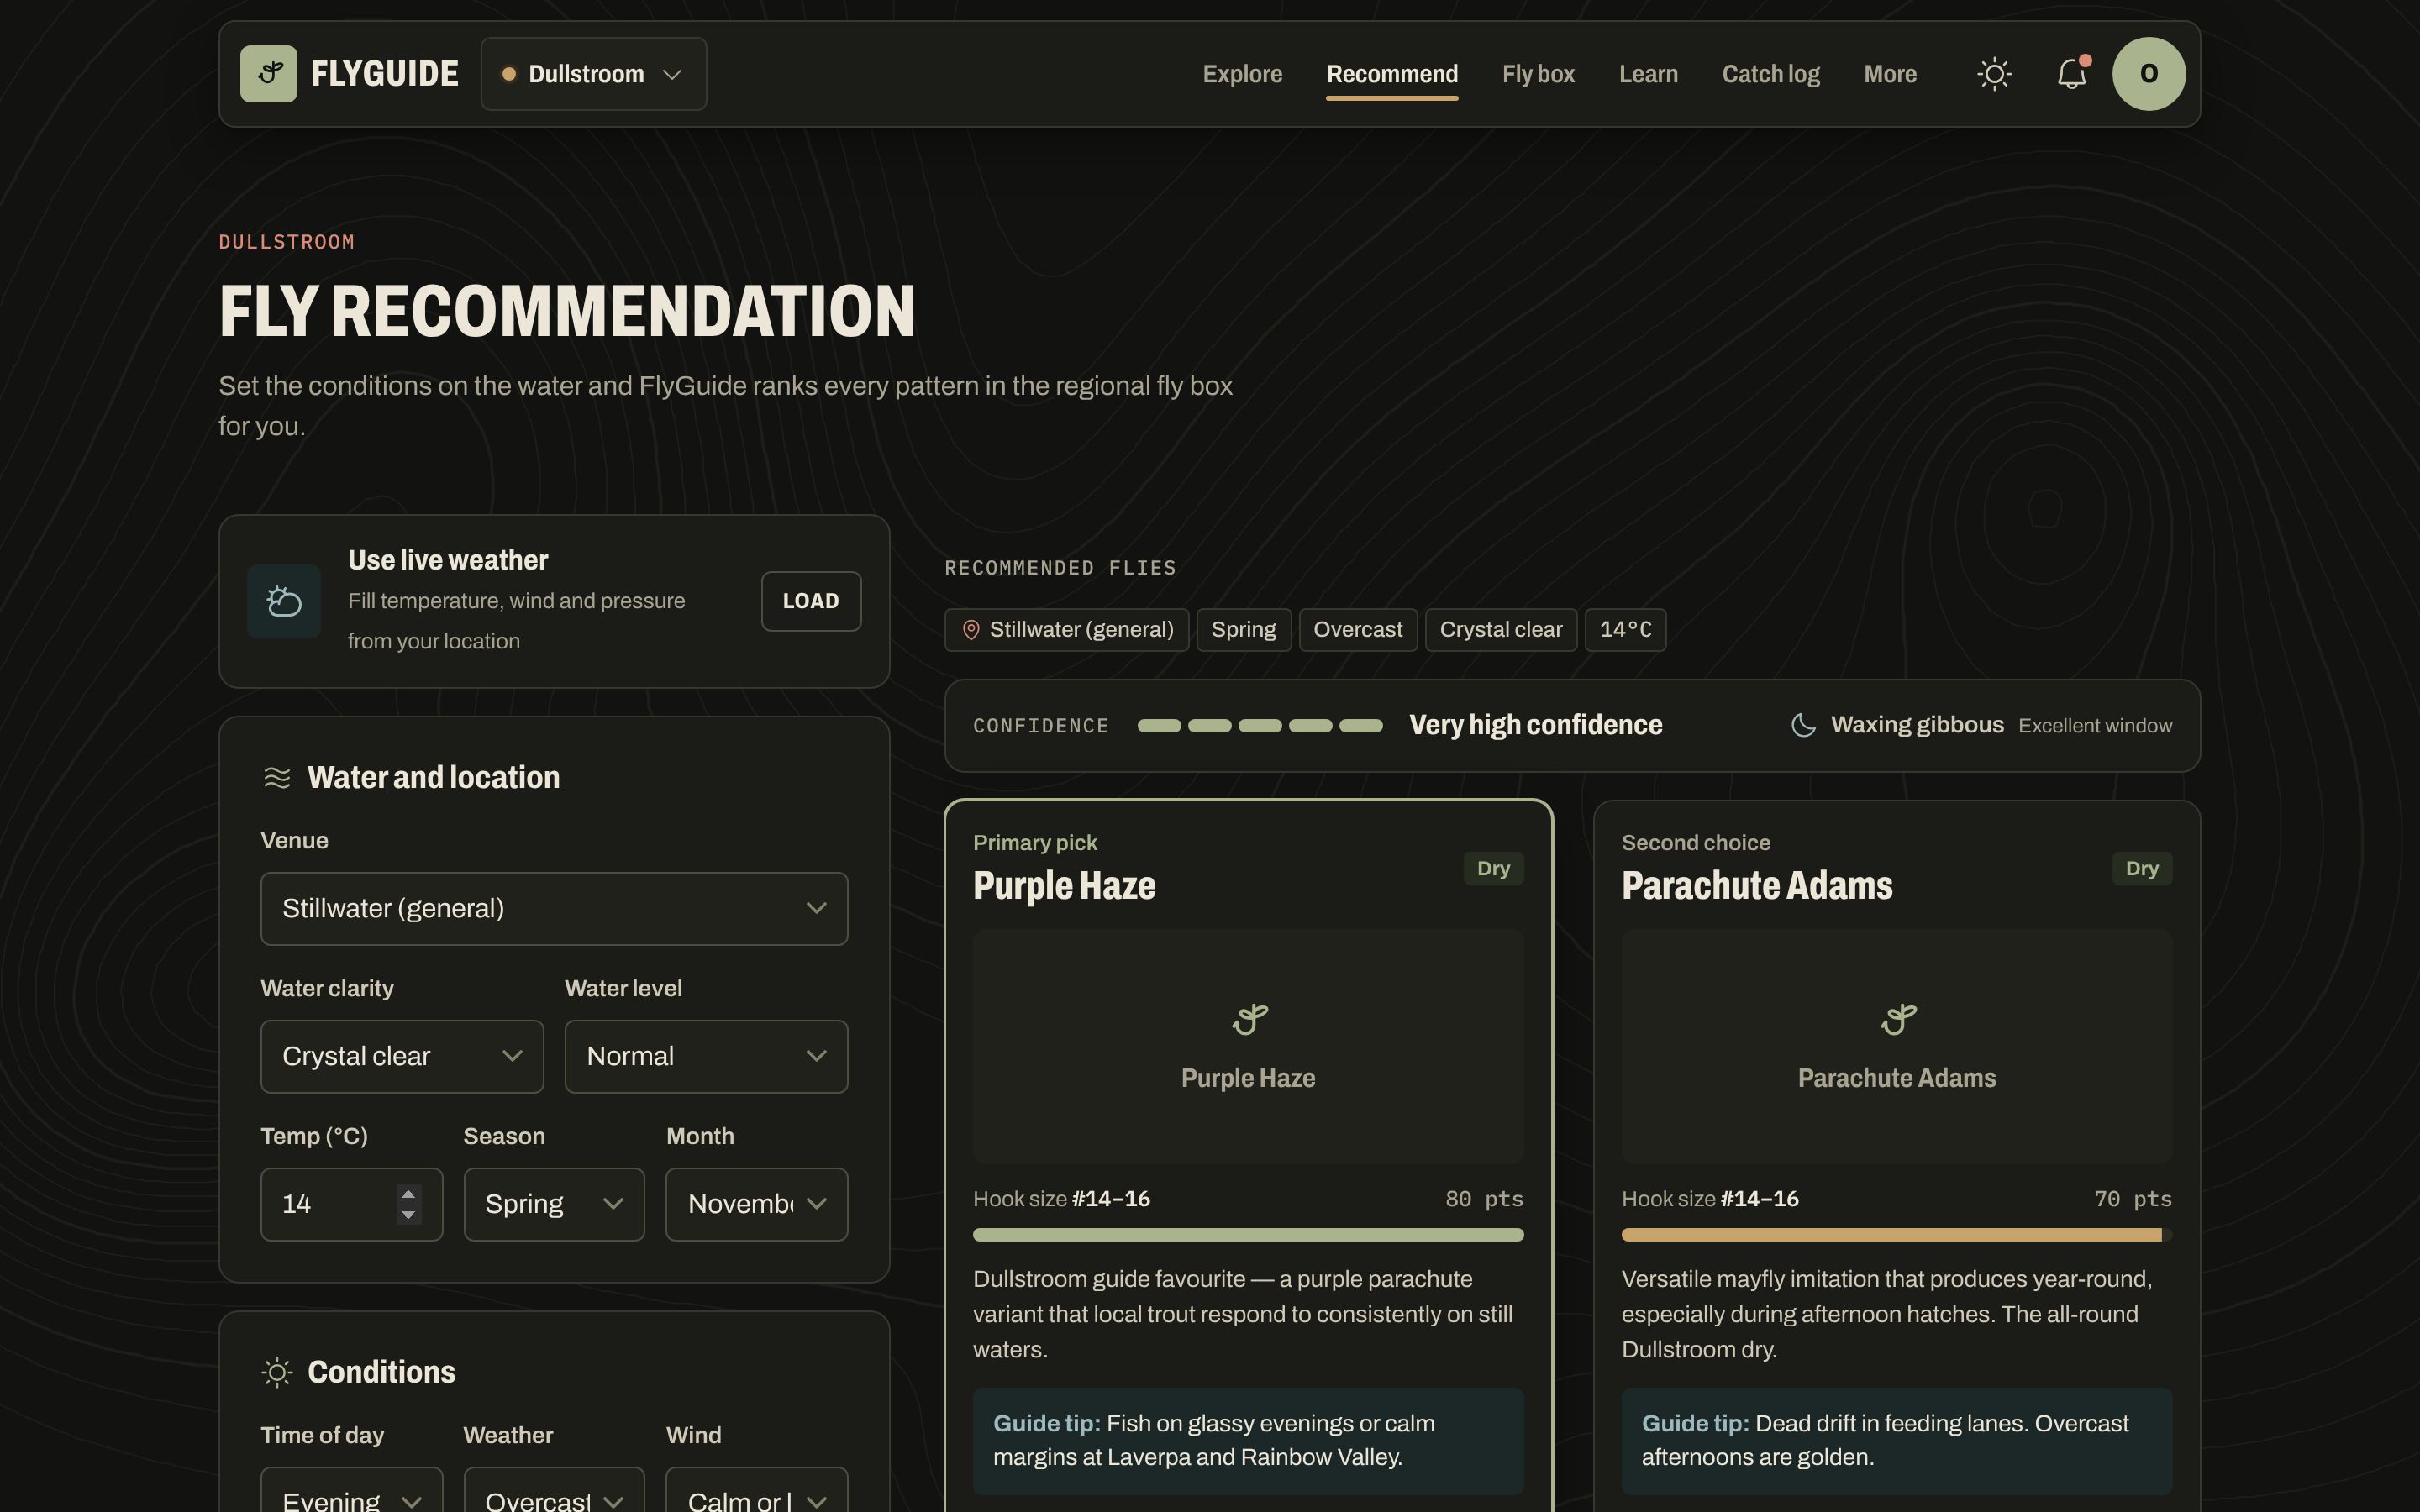 FLYGUIDE
Dullstroom
Explore
Recommend
Fly box
Learn
Catch log
More
O
DULLSTROOM
FLY RECOMMENDATION
Set the conditions on the water and FlyGuide ranks every pattern in the regional fly box
for you.
Use live weather
Fill temperature, wind and pressure
from your location
LOAD
Water and location
Venue
Stillwater (general)
Water clarity
Water level
Crystal clear
Normal
Temp (°C)
Season
Month
14
Spring
Novembe
Conditions
Time of day
Weather
Wind
Evening
Overcast
Calm or l
RECOMMENDED FLIES
Stillwater (general)
Spring
Overcast
Crystal clear
14°C
CONFIDENCE
Very high confidence
Waxing gibbous
Excellent window
Primary pick
Purple Haze
Dry
Purple Haze
Hook size #14–16
80 pts
Dullstroom guide favourite — a purple parachute
variant that local trout respond to consistently on still
waters.
Guide tip: Fish on glassy evenings or calm
margins at Laverpa and Rainbow Valley.
Second choice
Parachute Adams
Dry
Parachute Adams
Hook size #14–16
70 pts
Versatile mayfly imitation that produces year-round,
especially during afternoon hatches. The all-round
Dullstroom dry.
Guide tip: Dead drift in feeding lanes. Overcast
afternoons are golden.